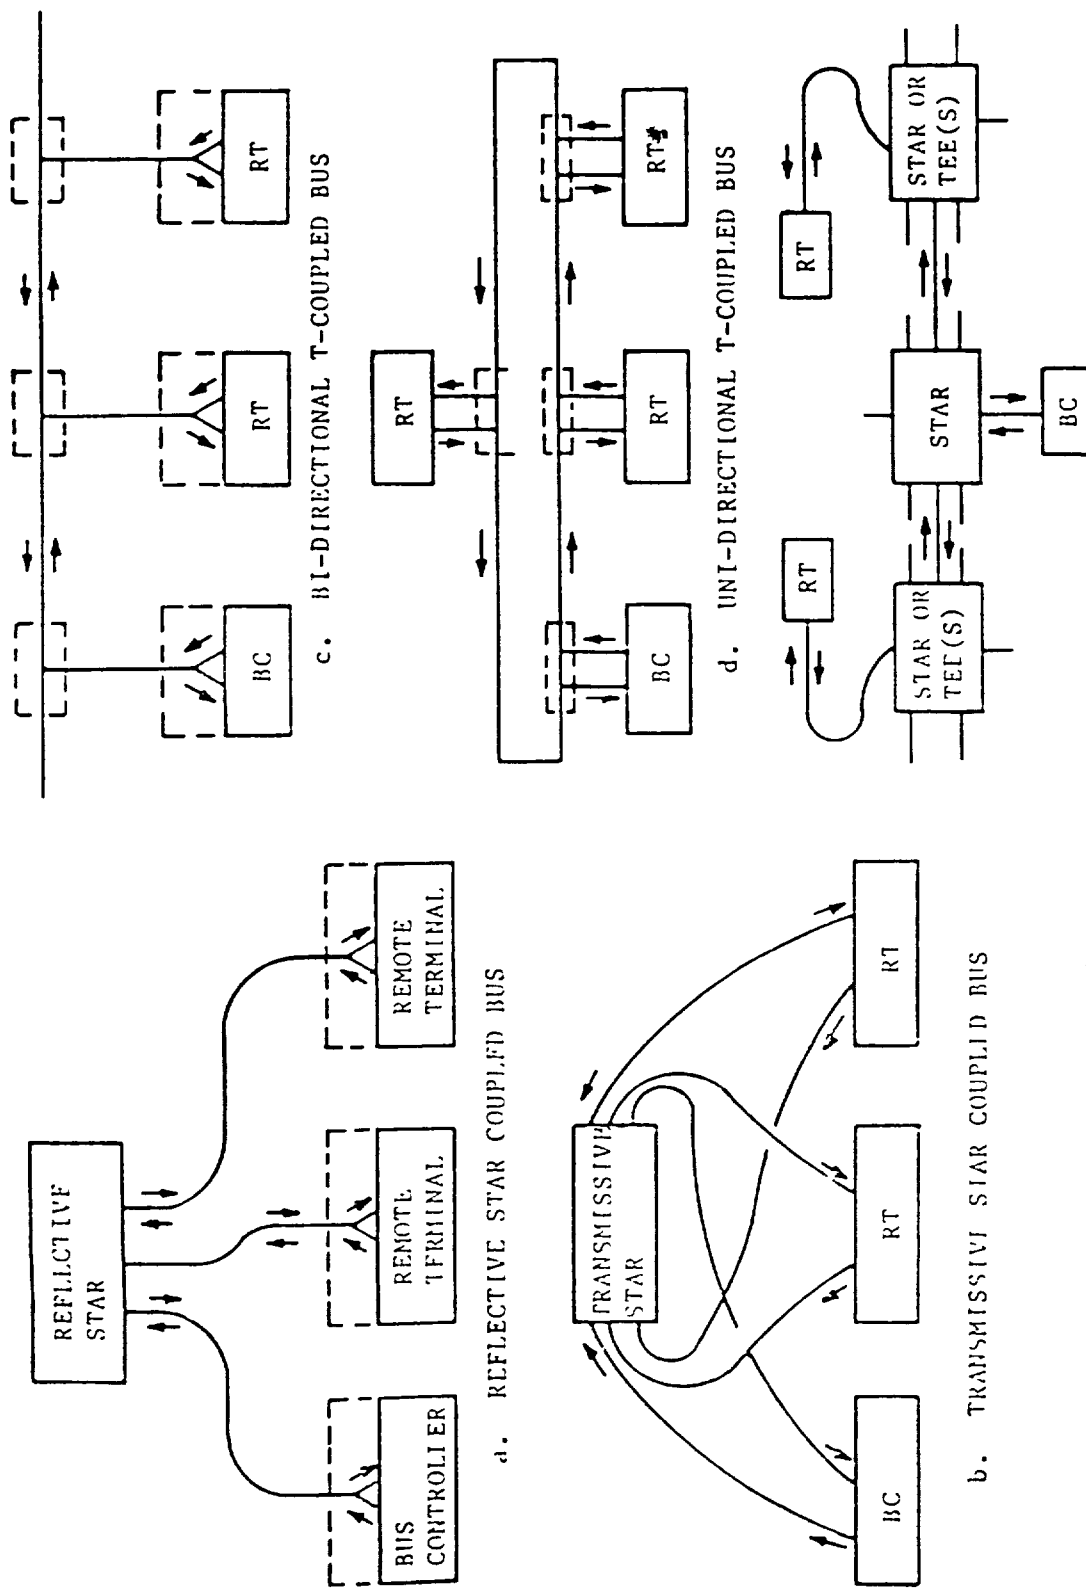 REFLECTIVE
STAR
BUS
CONTROLLER
REMOTE
TERMINAL
REMOTE
TERMINAL
a. REFLECTIVE STAR COUPLED BUS
TRANSMISSIVE
STAR
BC
RT
RT
b. TRANSMISSIVE STAR COUPLED BUS
BC
RT
RT
c. BI-DIRECTIONAL T-COUPLED BUS
RT
BC
RT
RT
d. UNI-DIRECTIONAL T-COUPLED BUS
RT
RT
STAR OR
TEE(S)
STAR
STAR OR
TEE(S)
BC